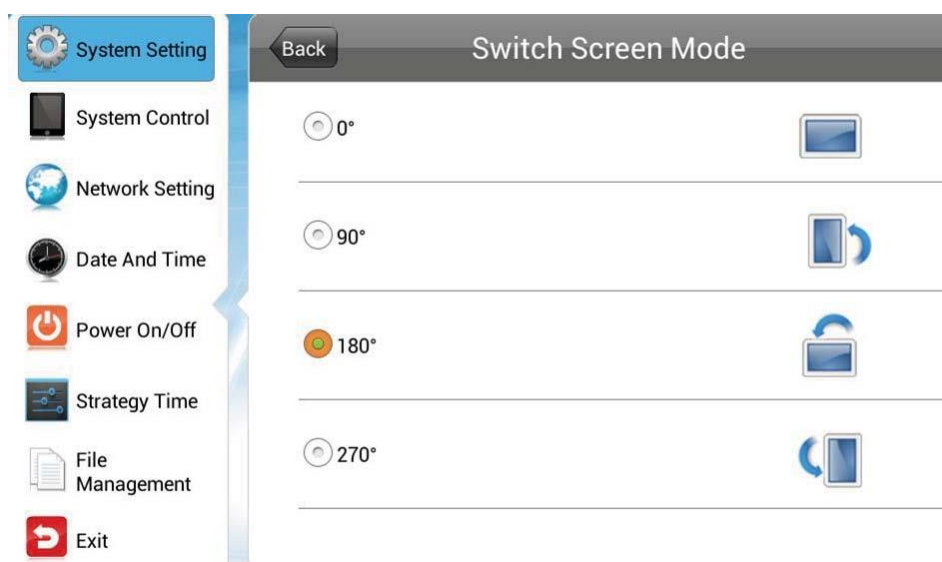 System Setting
System Control
Network Setting
Date And Time
Power On/Off
Strategy Time
File
Management
Exit
Back
Switch Screen Mode
0°
90°
180°
270°